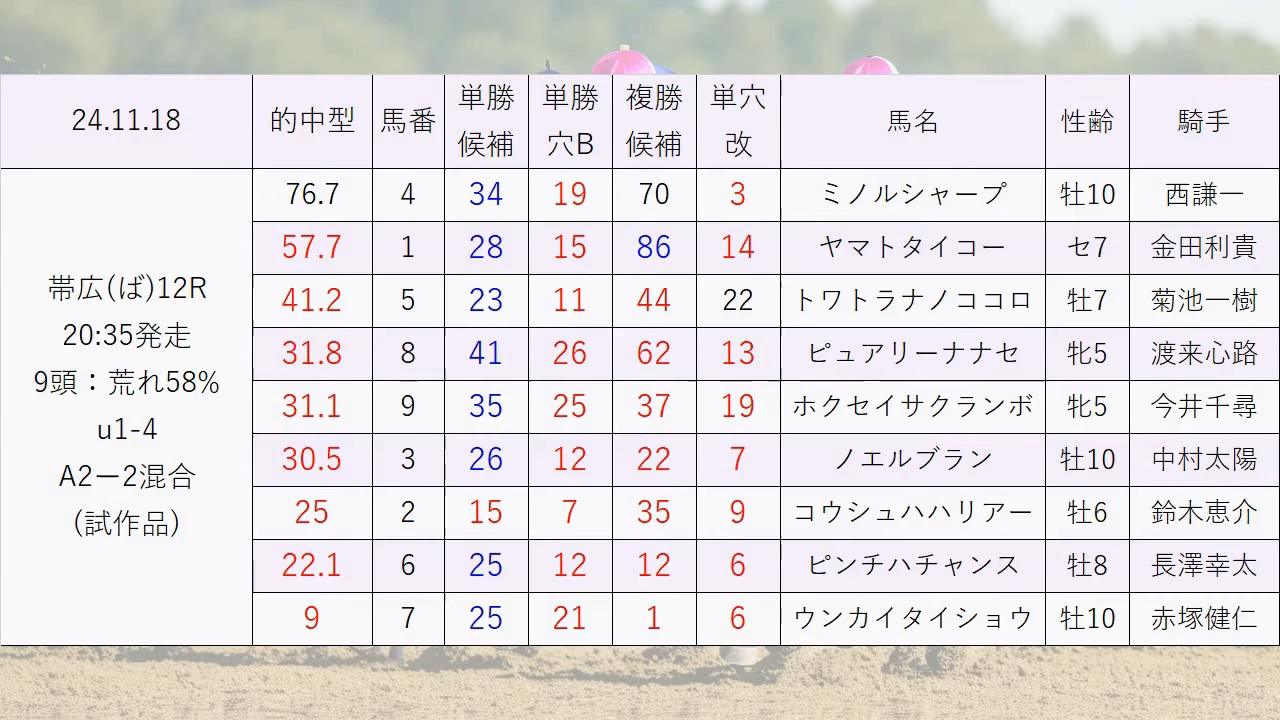 24.11.18 的中型 馬番 単勝候補 単勝穴B 複勝候補 単穴改 馬名 性齢 騎手
帯広(ば)12R
20:35発走
9頭：荒れ58%
u1-4
A2ー2混合
(試作品)
76.7 4 34 19 70 3 ミノルシャープ 牡10 西謙一
57.7 1 28 15 86 14 ヤマトタイコー セ7 金田利貴
41.2 5 23 11 44 22 トワトラナノココロ 牡7 菊池一樹
31.8 8 41 26 62 13 ピュアリーナナセ 牝5 渡来心路
31.1 9 35 25 37 19 ホクセイサクランボ 牝5 今井千尋
30.5 3 26 12 22 7 ノエルブラン 牡10 中村太陽
25 2 15 7 35 9 コウシュハハリアー 牡6 鈴木恵介
22.1 6 25 12 12 6 ピンチハチャンス 牡8 長澤幸太
9 7 25 21 1 6 ウンカイタイショウ 牡10 赤塚健仁